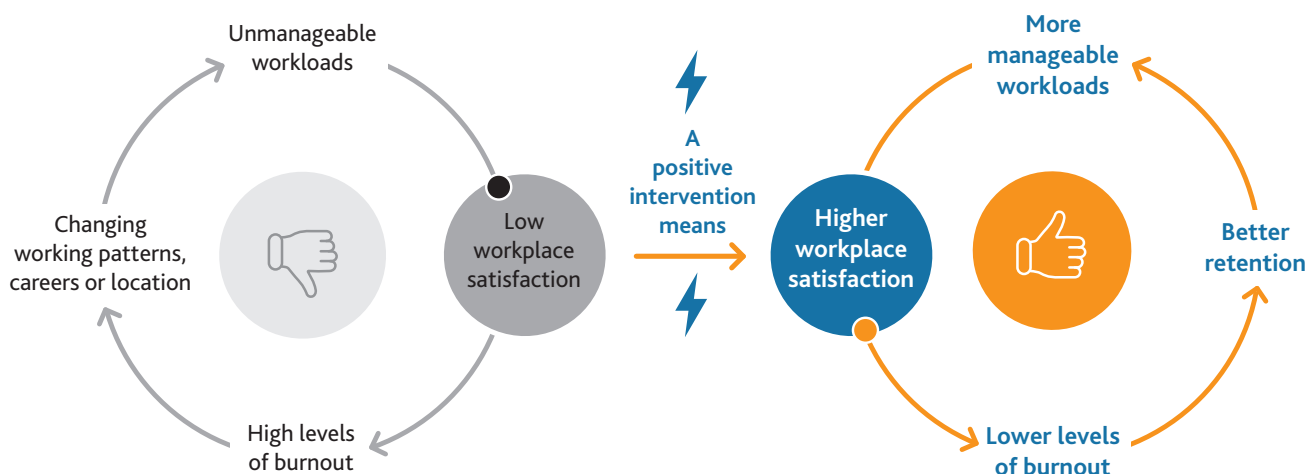 Unmanageable
workloads
Low
workplace
satisfaction
High levels
of burnout
Changing
working patterns,
careers or location
A
positive
intervention
means
Higher
workplace
satisfaction
Lower levels
of burnout
Better
retention
More
manageable
workloads